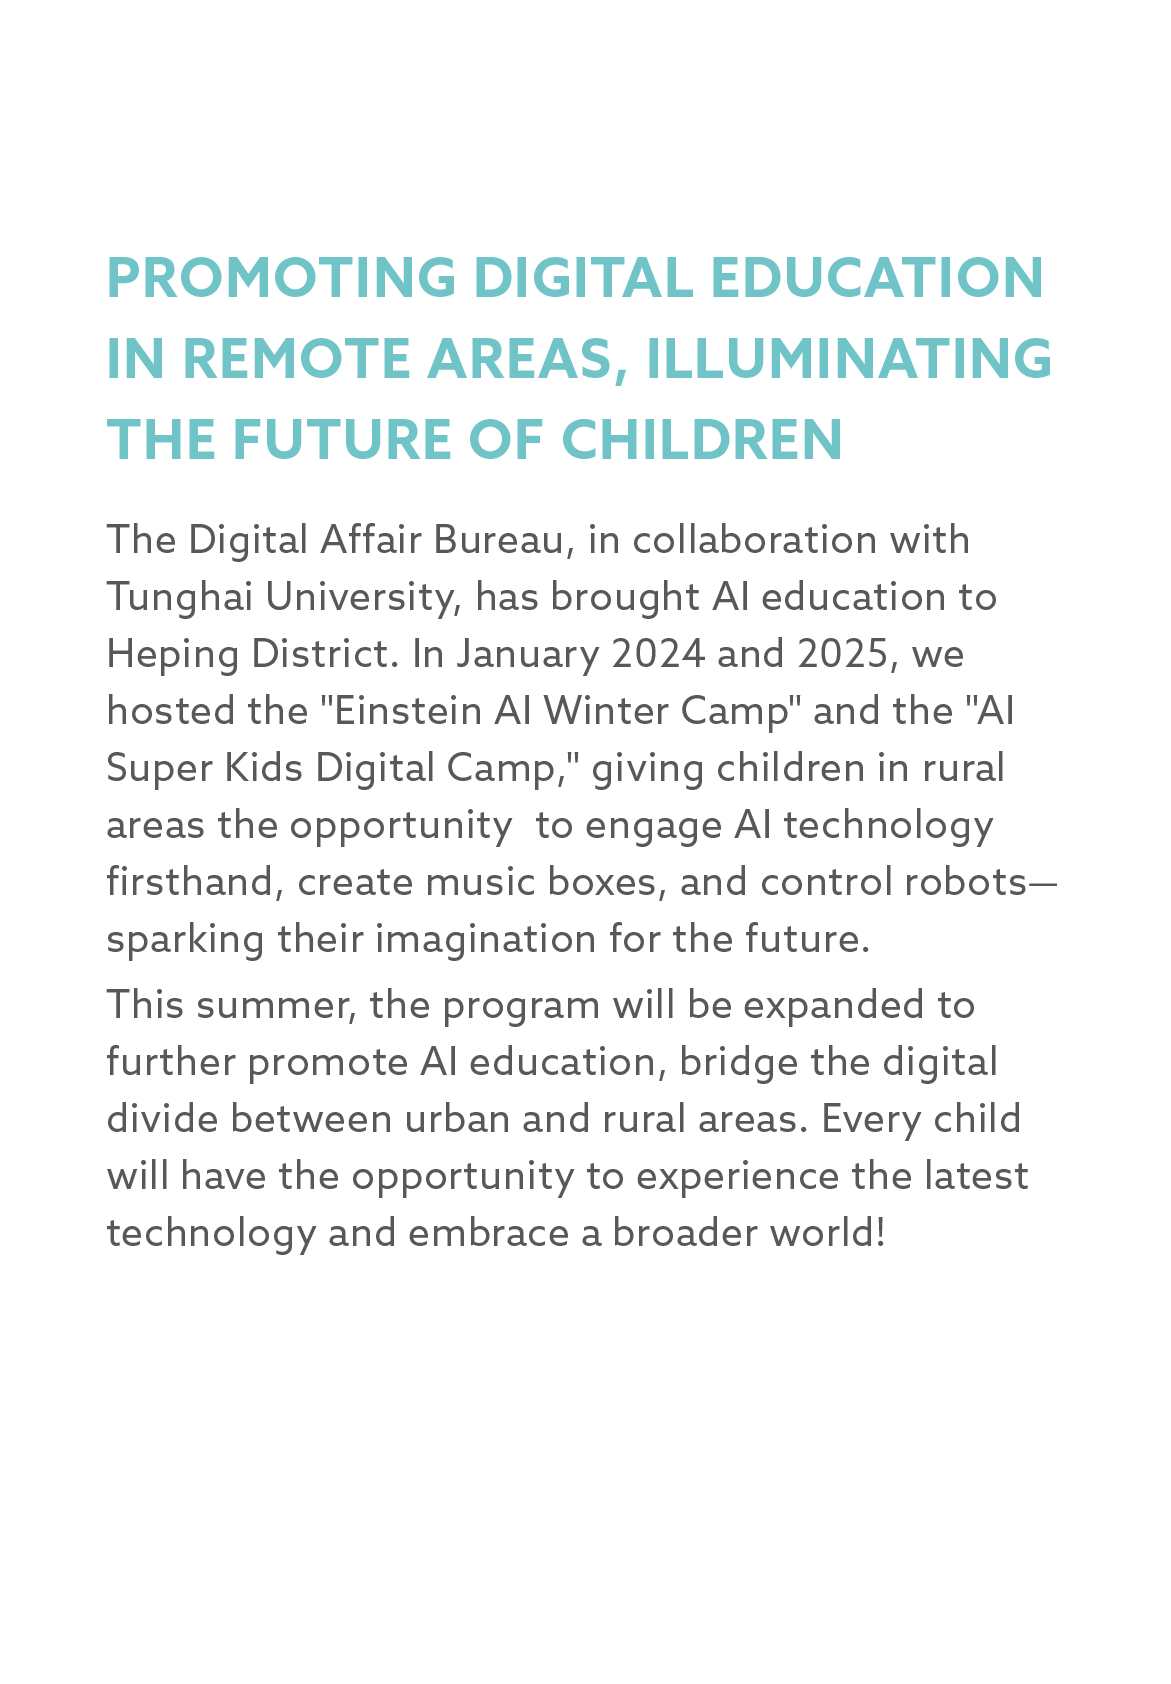 PROMOTING DIGITAL EDUCATION
IN REMOTE AREAS, ILLUMINATING
THE FUTURE OF CHILDREN
The Digital Affair Bureau, in collaboration with
Tunghai University, has brought AI education to
Heping District. In January 2024 and 2025, we
hosted the "Einstein AI Winter Camp" and the "AI
Super Kids Digital Camp," giving children in rural
areas the opportunity  to engage AI technology
firsthand, create music boxes, and control robots—
sparking their imagination for the future.
This summer, the program will be expanded to
further promote AI education, bridge the digital
divide between urban and rural areas. Every child
will have the opportunity to experience the latest
technology and embrace a broader world!